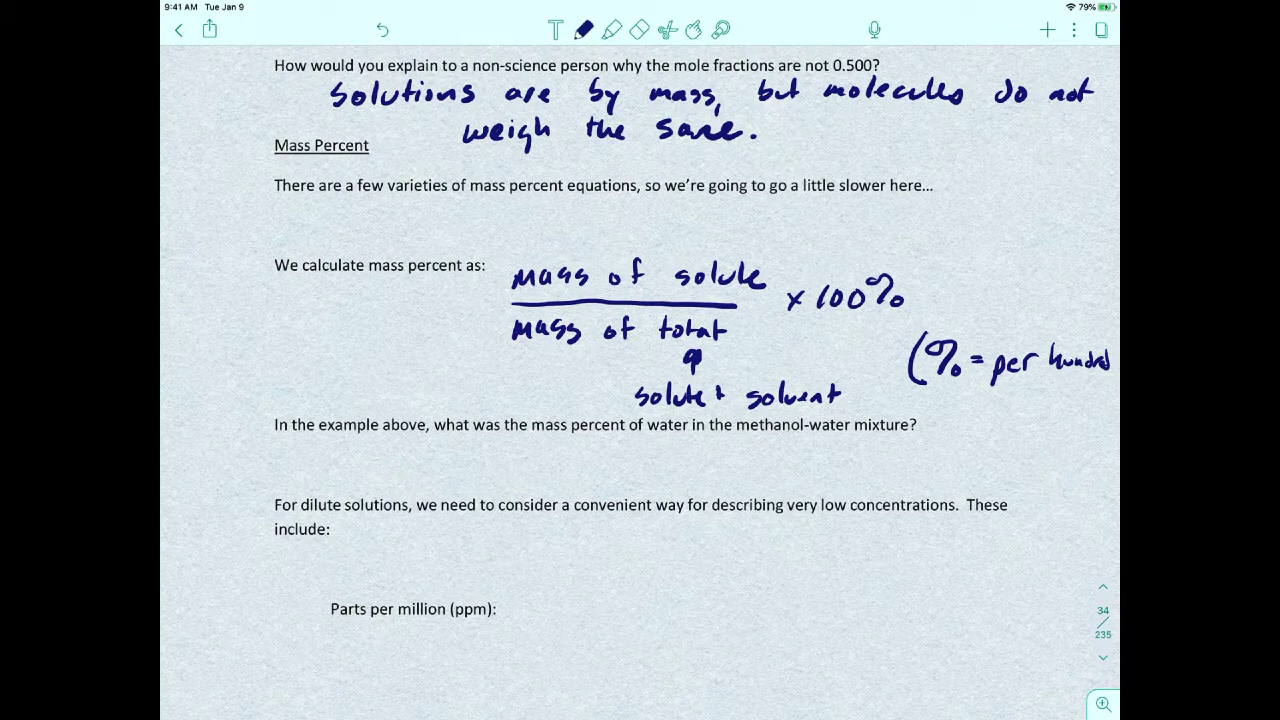 9:41 AM Tue Jan 9
79%
How would you explain to a non-science person why the mole fractions are not 0.500?
solutions are by mass, but molecules do not
weigh the same.
Mass Percent
There are a few varieties of mass percent equations, so we're going to go a little slower here…
We calculate mass percent as:
mass of solute
x 100%
mass of total
(% = per hundred
solute + solvent
In the example above, what was the mass percent of water in the methanol-water mixture?
For dilute solutions, we need to consider a convenient way for describing very low concentrations. These
include:
Parts per million (ppm):
34
/
235